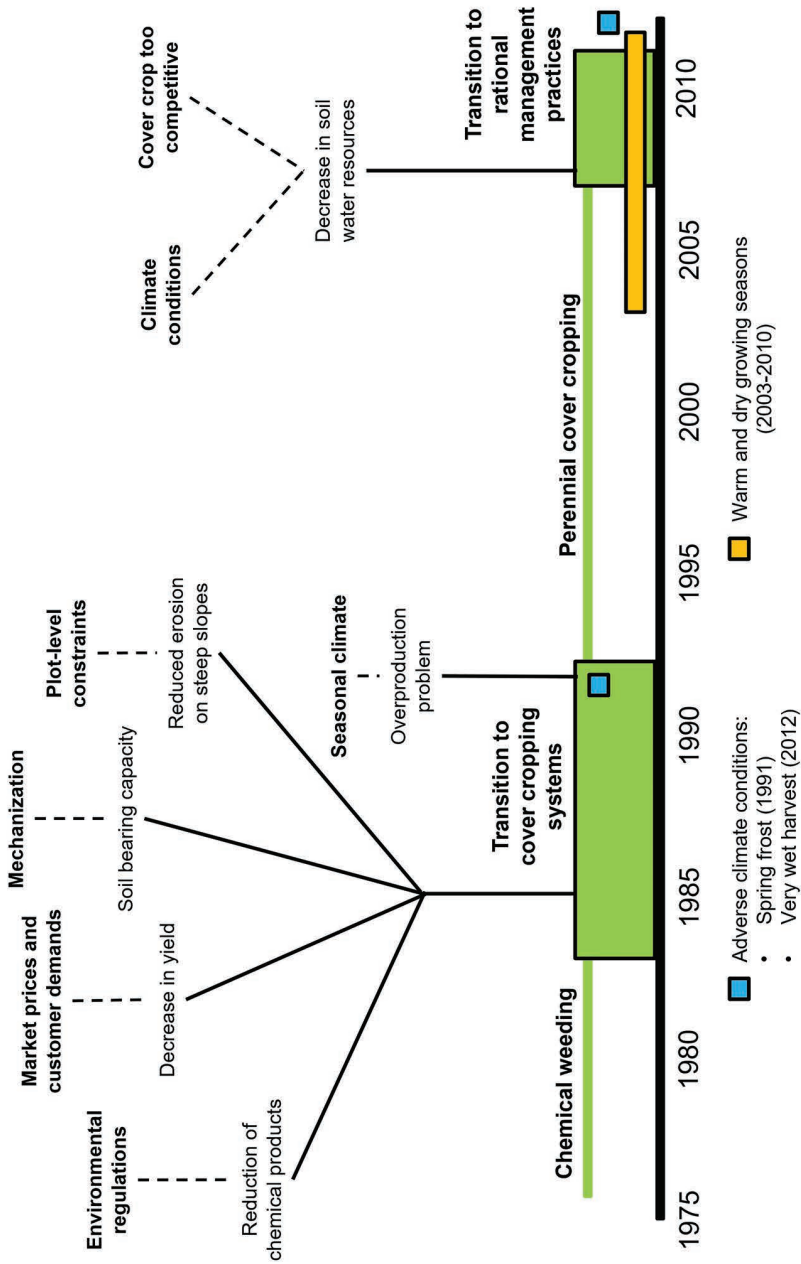 Environmental
regulations
Reduction of
chemical products
Market prices and
customer demands
Decrease in yield
Mechanization
Soil bearing capacity
Plot-level
constraints
Reduced erosion
on steep slopes
Seasonal climate
Overproduction
problem
Climate
conditions
Cover crop too
competitive
Decrease in soil
water resources
Chemical weeding
Transition to
cover cropping
systems
Perennial cover cropping
Transition to
rational
management
practices
1975
1980
1985
1990
1995
2000
2005
2010
Adverse climate conditions:
• Spring frost (1991)
• Very wet harvest (2012)
Warm and dry growing seasons
(2003-2010)